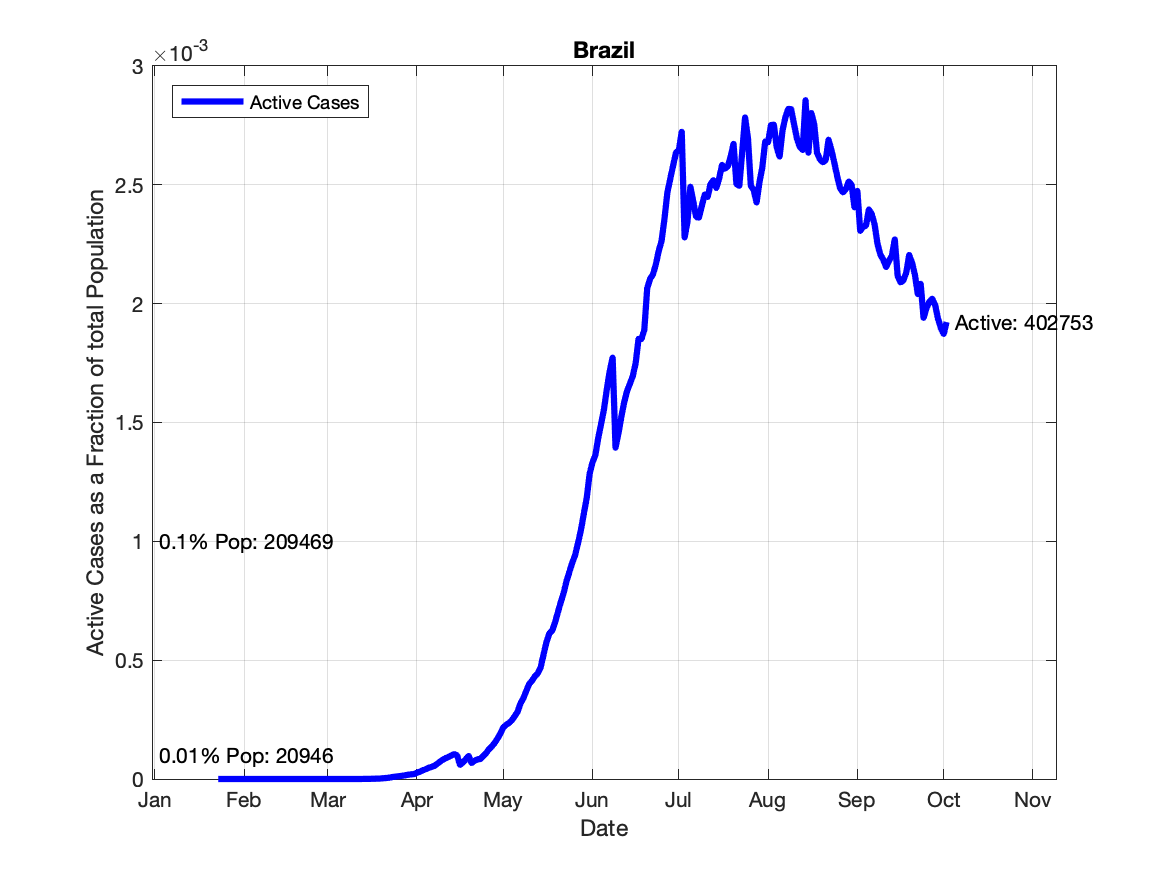 Brazil
×10-3
3
2.5
2
1.5
1
0.5
0
Active Cases as a Fraction of total Population
Active Cases
Active: 402753
0.1% Pop: 209469
0.01% Pop: 20946
Jan Feb Mar Apr May Jun Jul Aug Sep Oct Nov
Date